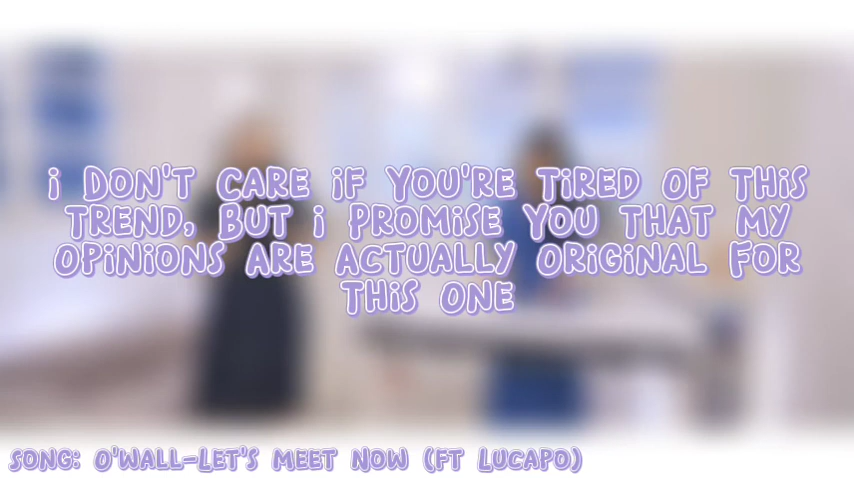 i DON'T CARE iF YOU'RE TiRED OF THiS
TREND, BUT i PROMiSE YOU THAT MY
OPiNiONS ARE ACTUALLY ORiGiNAL FOR
THiS ONE
SONG: O'WALL-LET'S MEET NOW (FT LUCAPO)